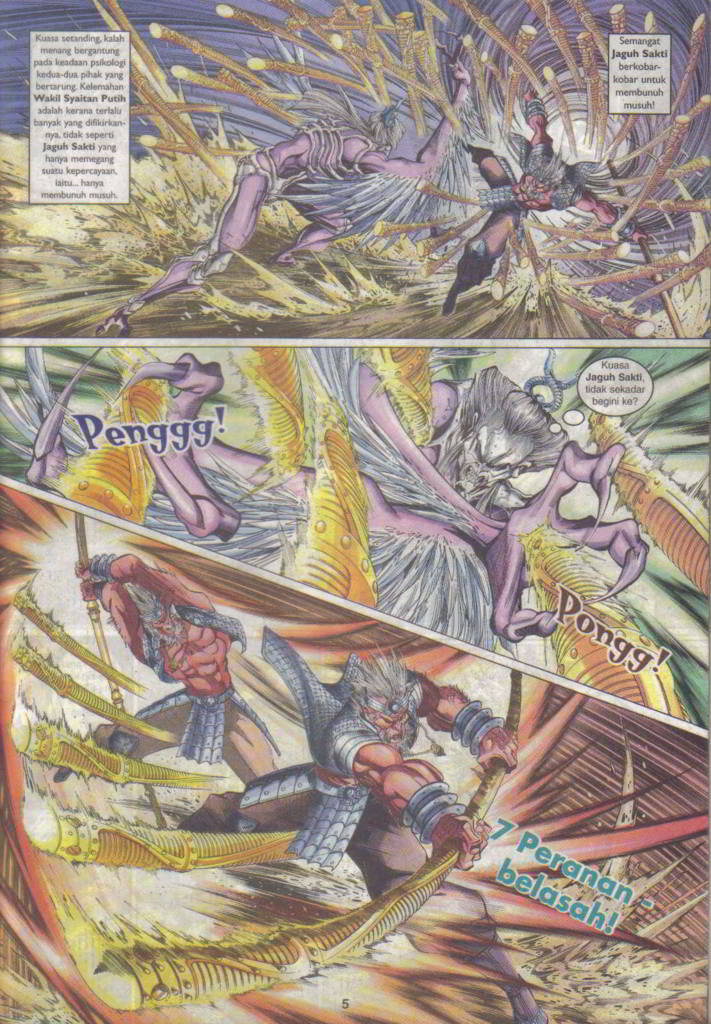 Kuasa setanding, kalah
menang bergantung
pada keadaan psikologi
kedua-dua pihak yang
bertarung. Kelemahan
Wakil Syaitan Putih
adalah kerana terlalu
banyak yang difikirkan-
nya, tidak seperti
Jaguh Sakti yang
hanya memegang
suatu kepercayaan,
iaitu... hanya
membunuh musuh.
Semangat
Jaguh Sakti
berkobar-
kobar untuk
membunuh
musuh!
Kuasa
Jaguh Sakti,
tidak sekadar
begini ke?
Penggg!
Pongg!
7 Peranan -
belasah!
5